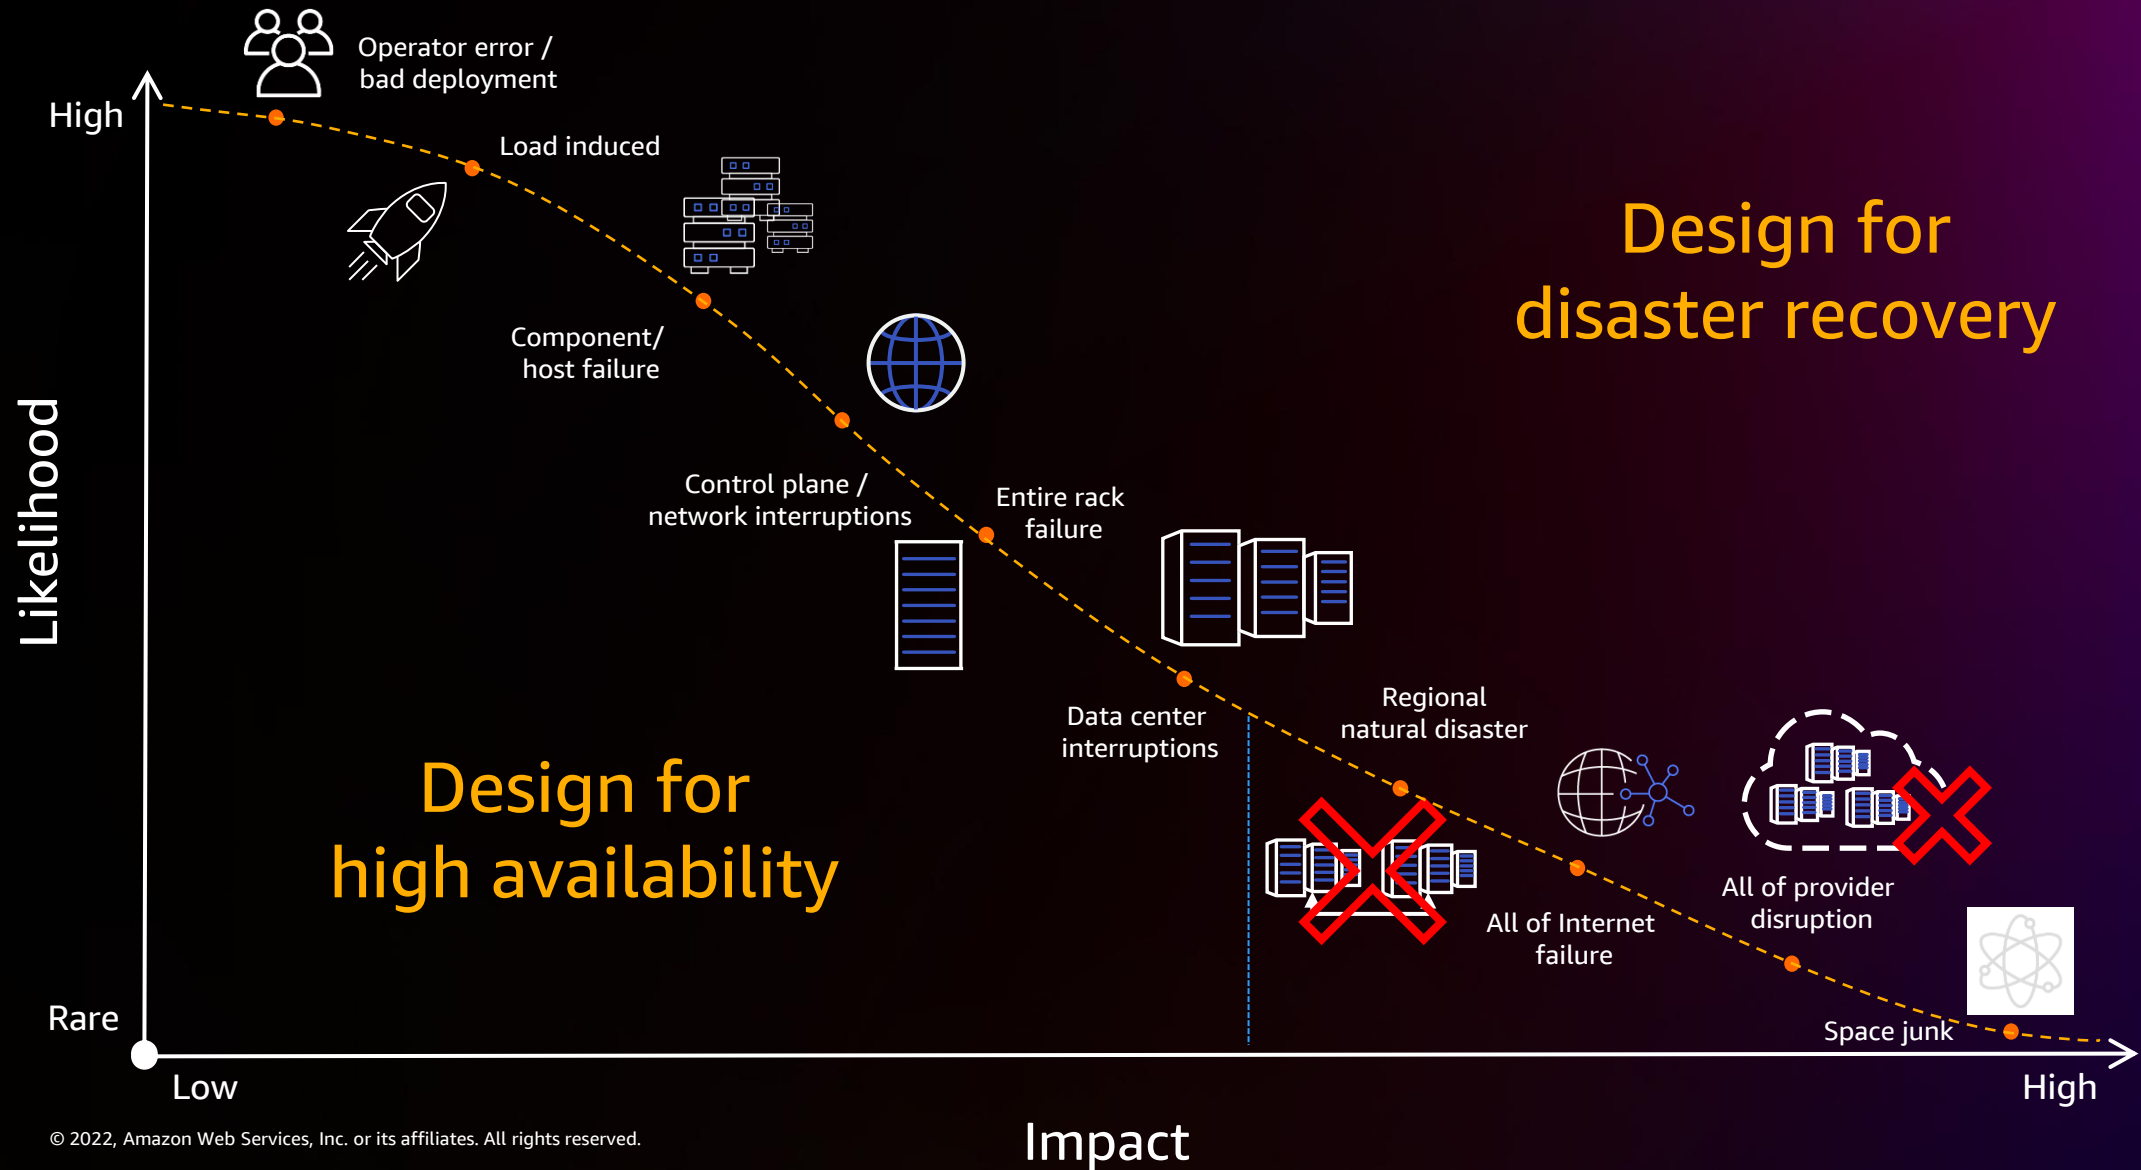 Operator error /
bad deployment
High
Load induced
Design for
disaster recovery
Component/
host failure
Likelihood
Control plane /
network interruptions
Entire rack
failure
Data center
interruptions
Regional
natural disaster
Design for
high availability
All of Internet
failure
All of provider
disruption
Rare
Space junk
Low
High
Impact
© 2022, Amazon Web Services, Inc. or its affiliates. All rights reserved.